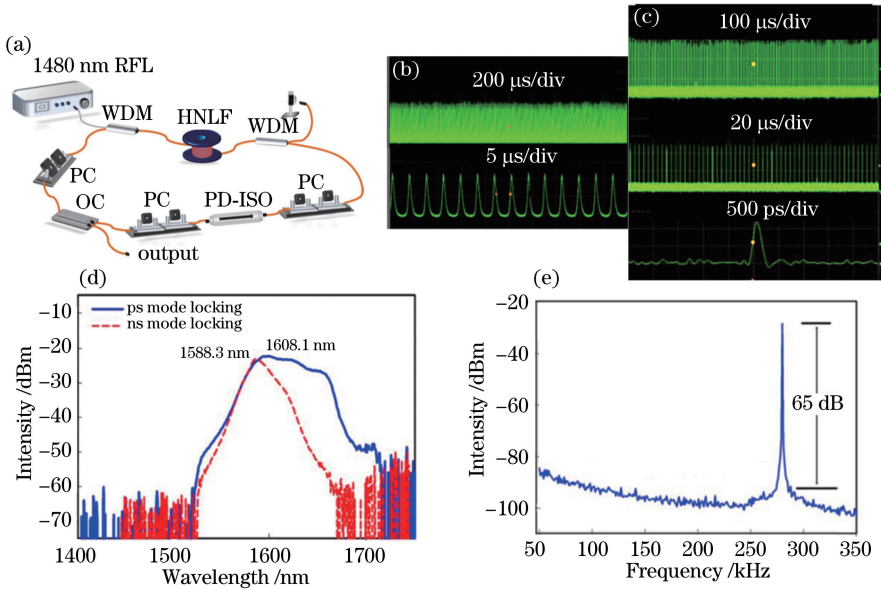 (a)
1480 nm RFL
WDM
HNLF
WDM
PC
OC
PC
PD-ISO
PC
output
(b)
200 μs/div
5 μs/div
(c)
100 μs/div
20 μs/div
500 ps/div
(d)
ps mode locking
ns mode locking
1588.3 nm
1608.1 nm
−10
−20
−30
−40
−50
−60
−70
Intensity /dBm
1400
1500
1600
1700
Wavelength /nm
(e)
−20
−40
−60
−80
−100
Intensity /dBm
65 dB
50
100
150
200
250
300
350
Frequency /kHz